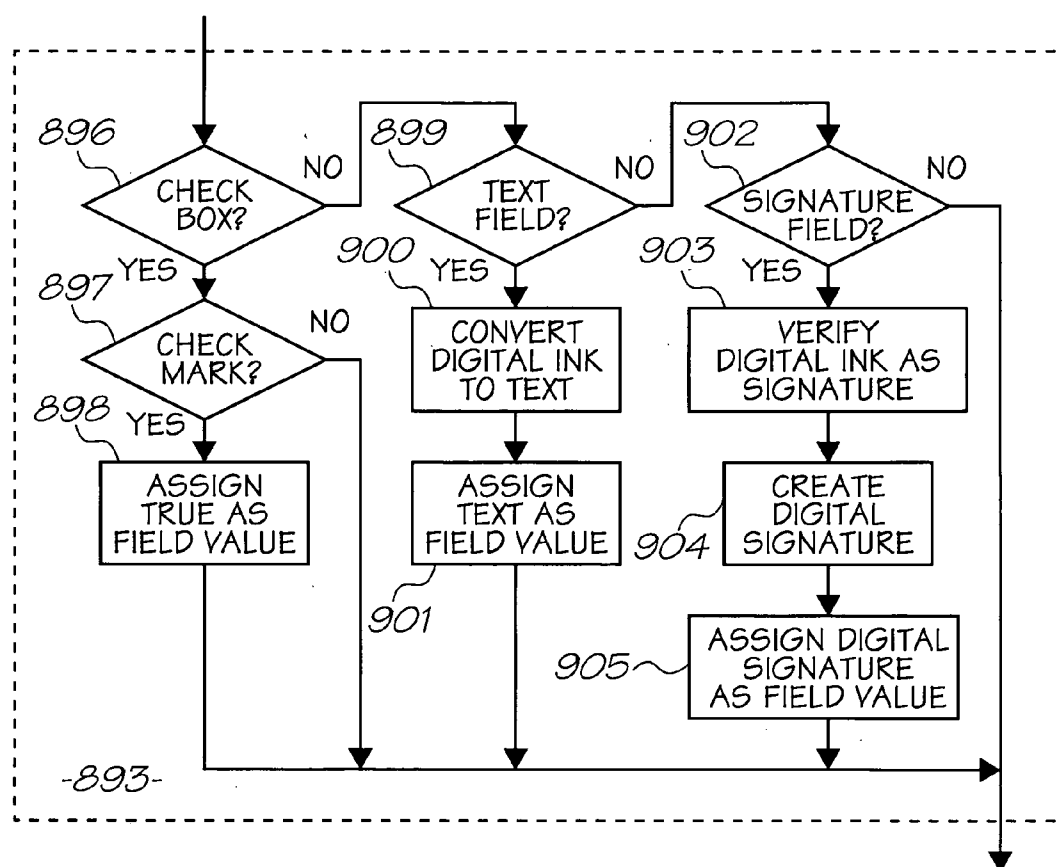 896
CHECK
BOX?
NO
YES
897
CHECK
MARK?
NO
YES
898
ASSIGN
TRUE AS
FIELD VALUE
899
TEXT
FIELD?
NO
YES
900
CONVERT
DIGITAL INK
TO TEXT
ASSIGN
TEXT AS
FIELD VALUE
901
902
SIGNATURE
FIELD?
NO
YES
903
VERIFY
DIGITAL INK AS
SIGNATURE
CREATE
DIGITAL
SIGNATURE
904
ASSIGN DIGITAL
SIGNATURE
AS FIELD VALUE
905
-893-